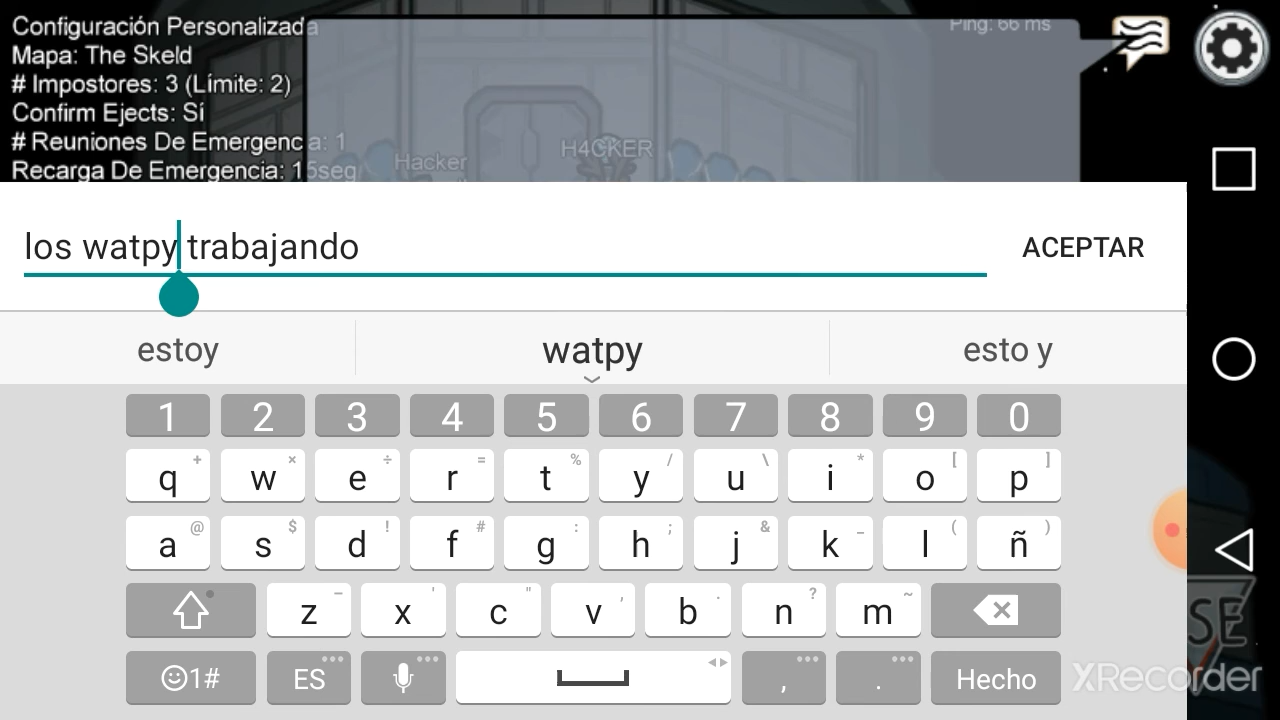 Configuración Personalizada
Mapa: The Skeld
# Impostores: 3 (Límite: 2)
Confirm Ejects: Sí
# Reuniones De Emergencia: 1
Recarga De Emergencia: 15seg
Ping: 66 ms
Hacker
H4CKER
los watpy trabajando
ACEPTAR
estoy watpy esto y
1 2 3 4 5 6 7 8 9 0
+ × ÷ = % / \ * [ ]
q w e r t y u i o p
@ $ ! # : ; & _ ( )
a s d f g h j k l ñ
- ' " , . ? ~
z x c v b n m
1# ES , . Hecho
SE
XRecorder